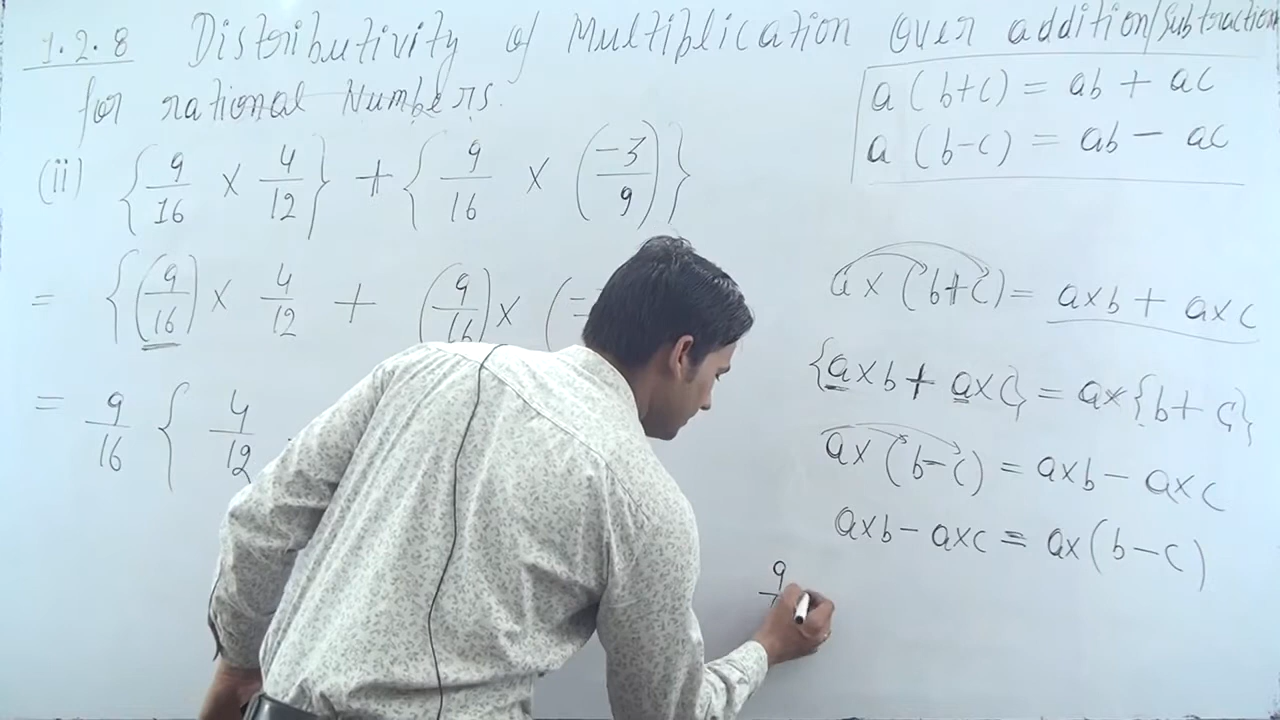 1.2.8 Distributivity of Multiplication over addition/subtraction
for rational Numbers.
a (b+c) = ab + ac
a (b-c) = ab - ac
(ii) {9/16 × 4/12} + {9/16 × (-3/9)}
= {(9/16) × 4/12 + (9/16) × (-
= 9/16 { 4/12
a× (b+c) = a×b + a×c
{a×b + a×c} = a×{b+c}
a× (b-c) = a×b - a×c
a×b - a×c = a×(b-c)
9